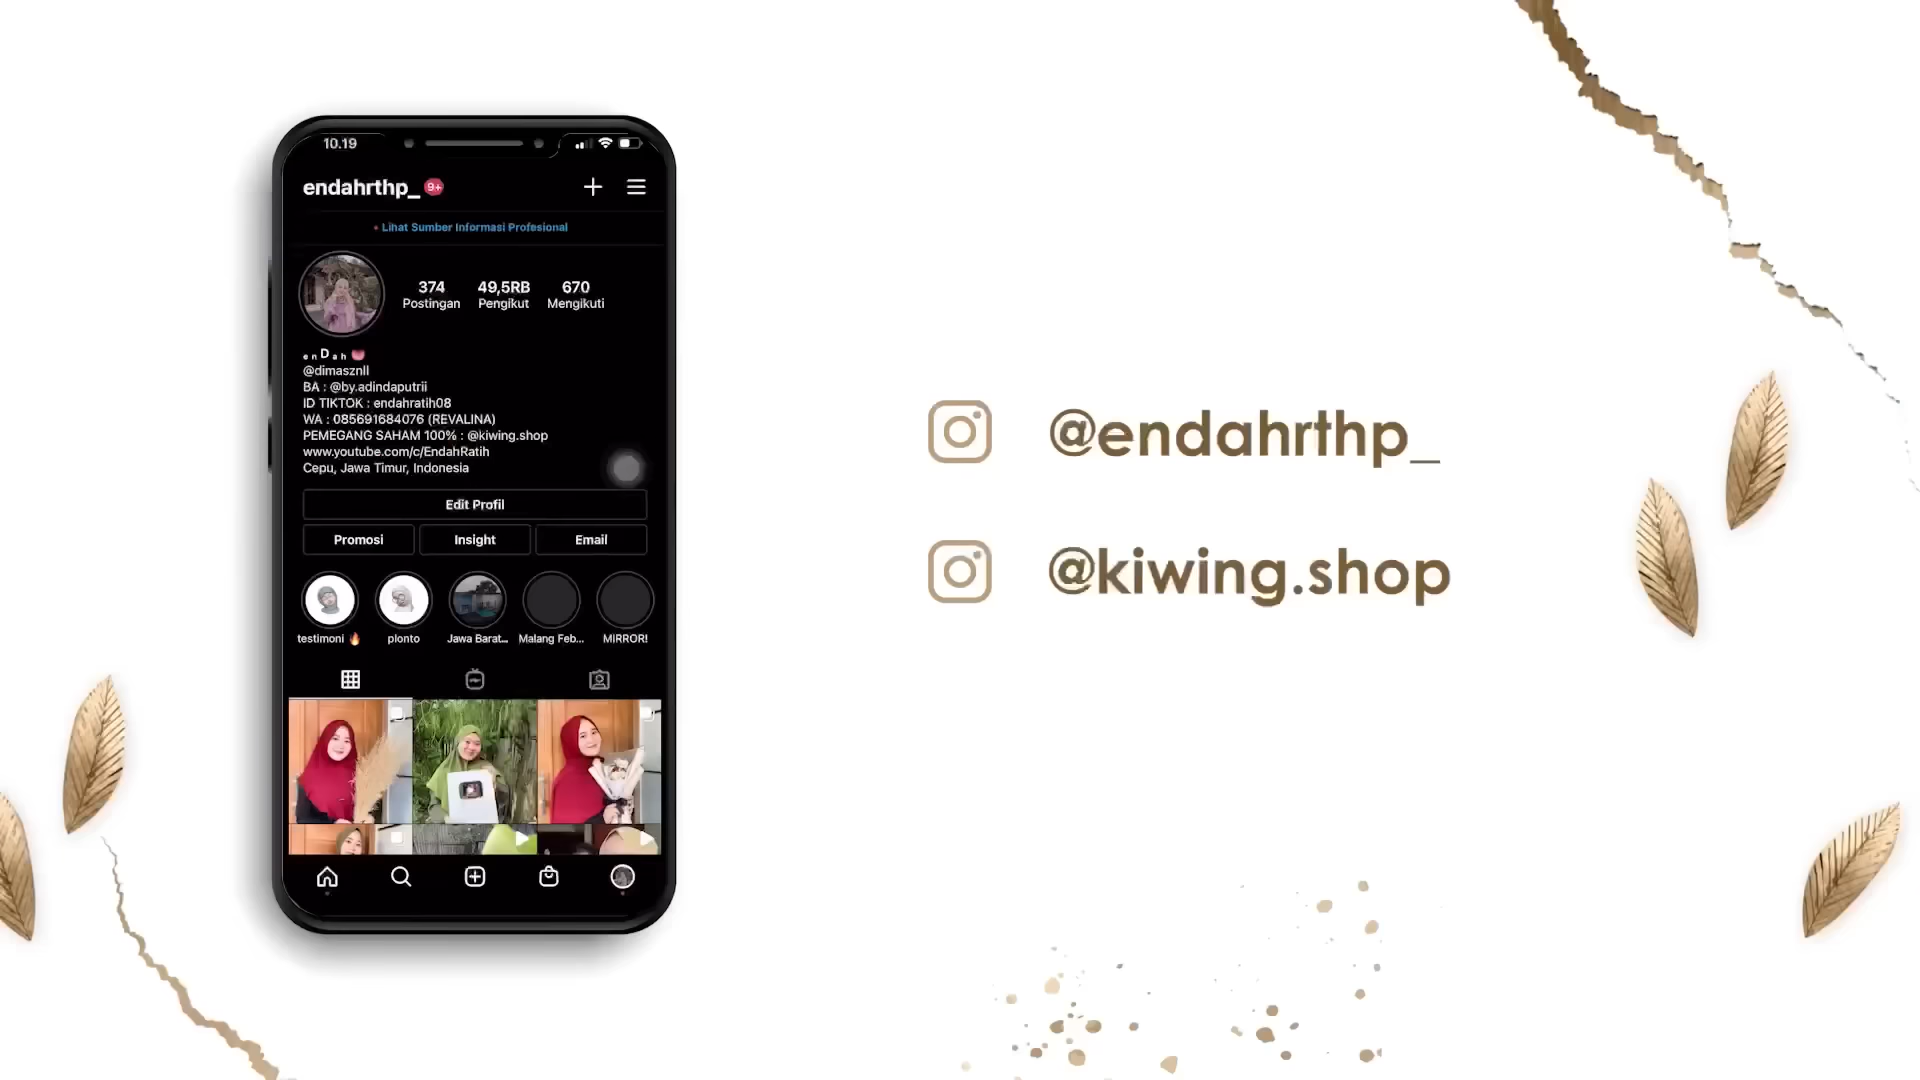 10.19
endahrthp_ 9+
• Lihat Sumber Informasi Profesional
374 49,5RB 670
Postingan Pengikut Mengikuti
enDah 👅
@dimasznll
BA : @by.adindaputrii
ID TIKTOK : endahratih08
WA : 085691684076 (REVALINA)
PEMEGANG SAHAM 100% : @kiwing.shop
www.youtube.com/c/EndahRatih
Cepu, Jawa Timur, Indonesia
Edit Profil
Promosi Insight Email
testimoni 🔥 plonto Jawa Barat... Malang Feb... MIRROR!
@endahrthp_
@kiwing.shop